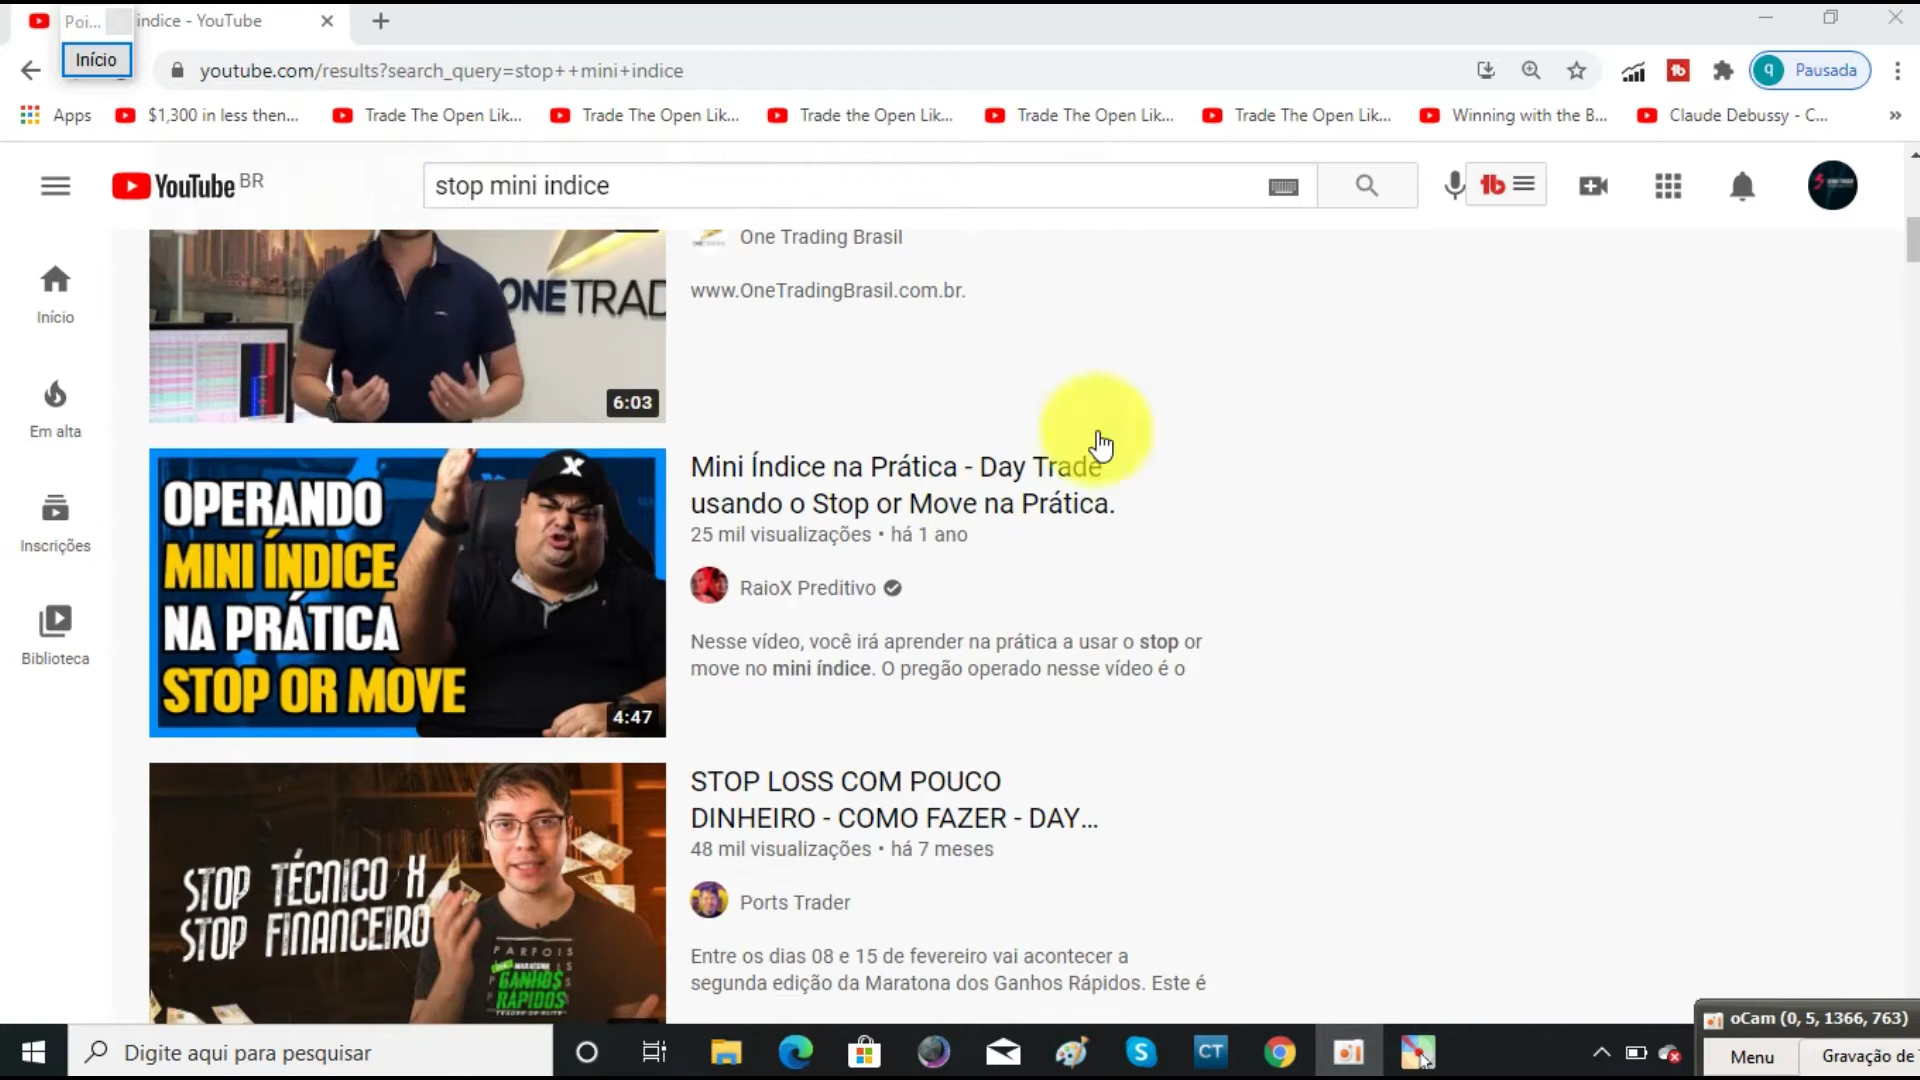 Poi...
indice - YouTube
Início
youtube.com/results?search_query=stop++mini+indice
q Pausada
Apps
$1,300 in less then...
Trade The Open Lik...
Trade The Open Lik...
Trade the Open Lik...
Trade The Open Lik...
Trade The Open Lik...
Winning with the B...
Claude Debussy - C...
»
YouTube BR
stop mini indice
Início
Em alta
Inscrições
Biblioteca
ONETRAD
6:03
One Trading Brasil
www.OneTradingBrasil.com.br.
OPERANDO
MINI ÍNDICE
NA PRÁTICA
STOP OR MOVE
4:47
Mini Índice na Prática - Day Trade
usando o Stop or Move na Prática.
25 mil visualizações • há 1 ano
RaioX Preditivo
Nesse vídeo, você irá aprender na prática a usar o stop or
move no mini índice. O pregão operado nesse vídeo é o
STOP TÉCNICO X
STOP FINANCEIRO
PARFOIS
MARATONA
GANHOS
RÁPIDOS
STOP LOSS COM POUCO
DINHEIRO - COMO FAZER - DAY...
48 mil visualizações • há 7 meses
Ports Trader
Entre os dias 08 e 15 de fevereiro vai acontecer a
segunda edição da Maratona dos Ganhos Rápidos. Este é
oCam (0, 5, 1366, 763)
Menu
Gravação de
Digite aqui para pesquisar
CT